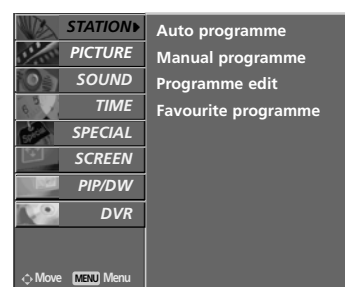 STATION
PICTURE
SOUND
TIME
SPECIAL
SCREEN
PIP/DW
DVR
Move MENU Menu
Auto programme
Manual programme
Programme edit
Favourite programme